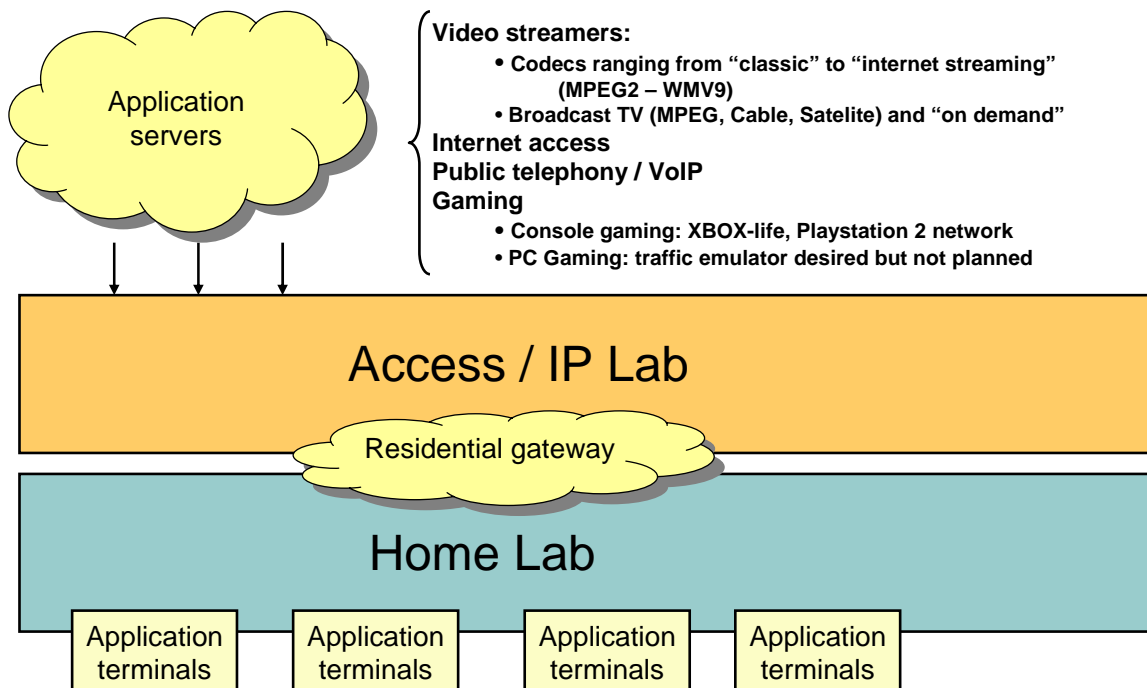 Application
servers
Video streamers:
• Codecs ranging from “classic” to “internet streaming”
(MPEG2 – WMV9)
• Broadcast TV (MPEG, Cable, Satelite) and “on demand”
Internet access
Public telephony / VoIP
Gaming
• Console gaming: XBOX-life, Playstation 2 network
• PC Gaming: traffic emulator desired but not planned
Access / IP Lab
Residential gateway
Home Lab
Application
terminals
Application
terminals
Application
terminals
Application
terminals